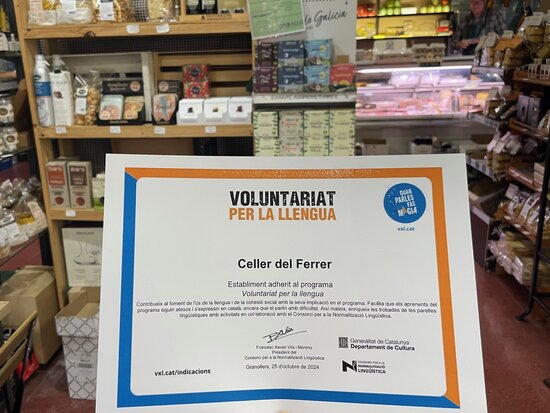 Galicia
VOLUNTARIAT
PER LA LLENGUA
QUAN
PARLES
FAS
MÀGIA
vxl.cat
Celler del Ferrer
Establiment adherit al programa
Voluntariat per la llengua
Contribueix al foment de l'ús de la llengua i de la cohesió social amb la seva implicació en el programa. Facilita que els aprenents del
programa siguin atesos i s'expressin en català, encara que el parlin amb dificultat. Així mateix, enriqueix les trobades de les parelles
lingüístiques amb activitats en col·laboració amb el Consorci per a la Normalització Lingüística.
Francesc Xavier Vila i Moreno
President del
Consorci per a la Normalització Lingüística
Granollers, 25 d'octubre de 2024
Generalitat de Catalunya
Departament de Cultura
CONSORCI PER A LA
NORMALITZACIÓ
LINGÜÍSTICA
vxl.cat/indicacions